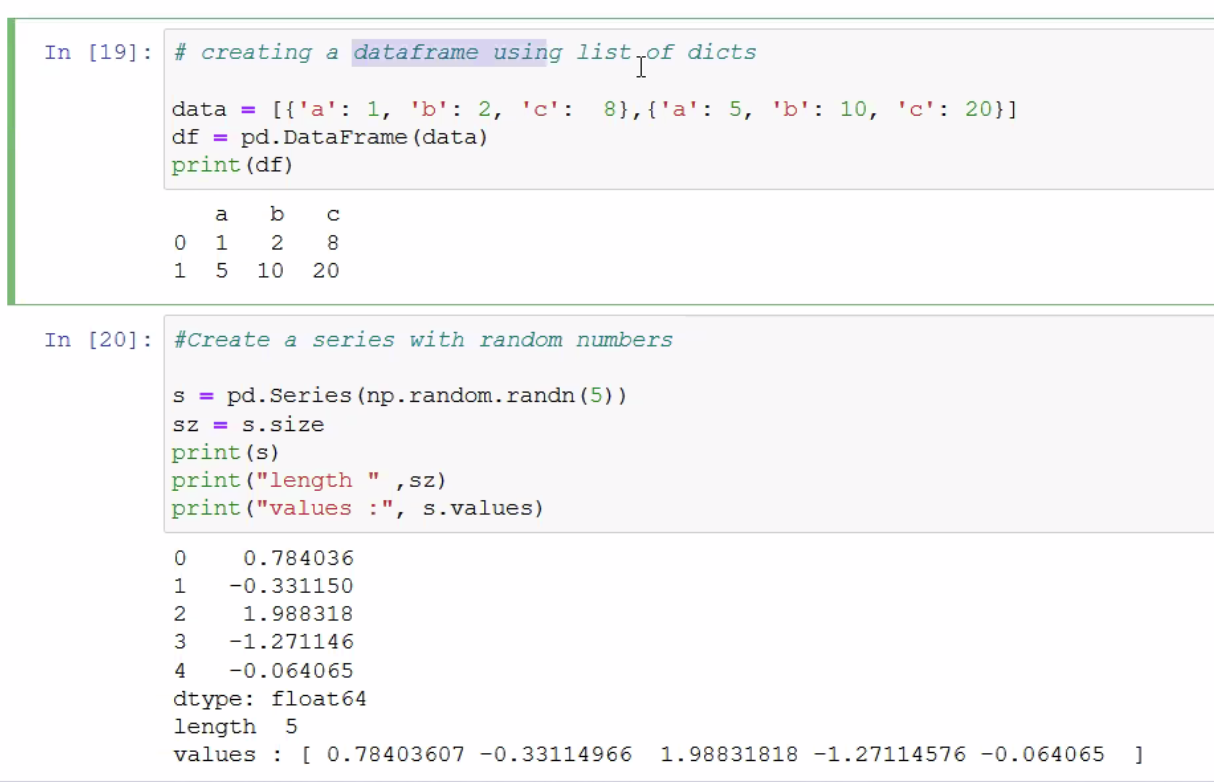 In [19]: # creating a dataframe using list of dicts
data = [{'a': 1, 'b': 2, 'c':  8},{'a': 5, 'b': 10, 'c': 20}]
df = pd.DataFrame(data)
print(df)
   a   b   c
0  1   2   8
1  5  10  20
In [20]: #Create a series with random numbers
s = pd.Series(np.random.randn(5))
sz = s.size
print(s)
print("length " ,sz)
print("values :", s.values)
0    0.784036
1   -0.331150
2    1.988318
3   -1.271146
4   -0.064065
dtype: float64
length  5
values : [ 0.78403607 -0.33114966  1.98831818 -1.27114576 -0.064065  ]